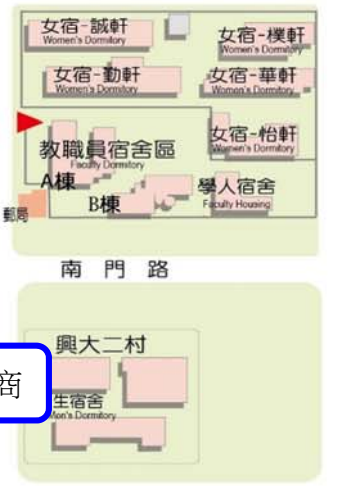 女宿-誠軒
Women's Dormitory
女宿-樸軒
Women's Dormitory
女宿-勤軒
Women's Dormitory
女宿-華軒
Women's Dormitory
女宿-怡軒
Women's Dormitory
教職員宿舍區
Faculty Dormitory
A棟
B棟
學人宿舍
Faculty Housing
郵局
南門路
興大二村
商
生宿舍
Men's Dormitory